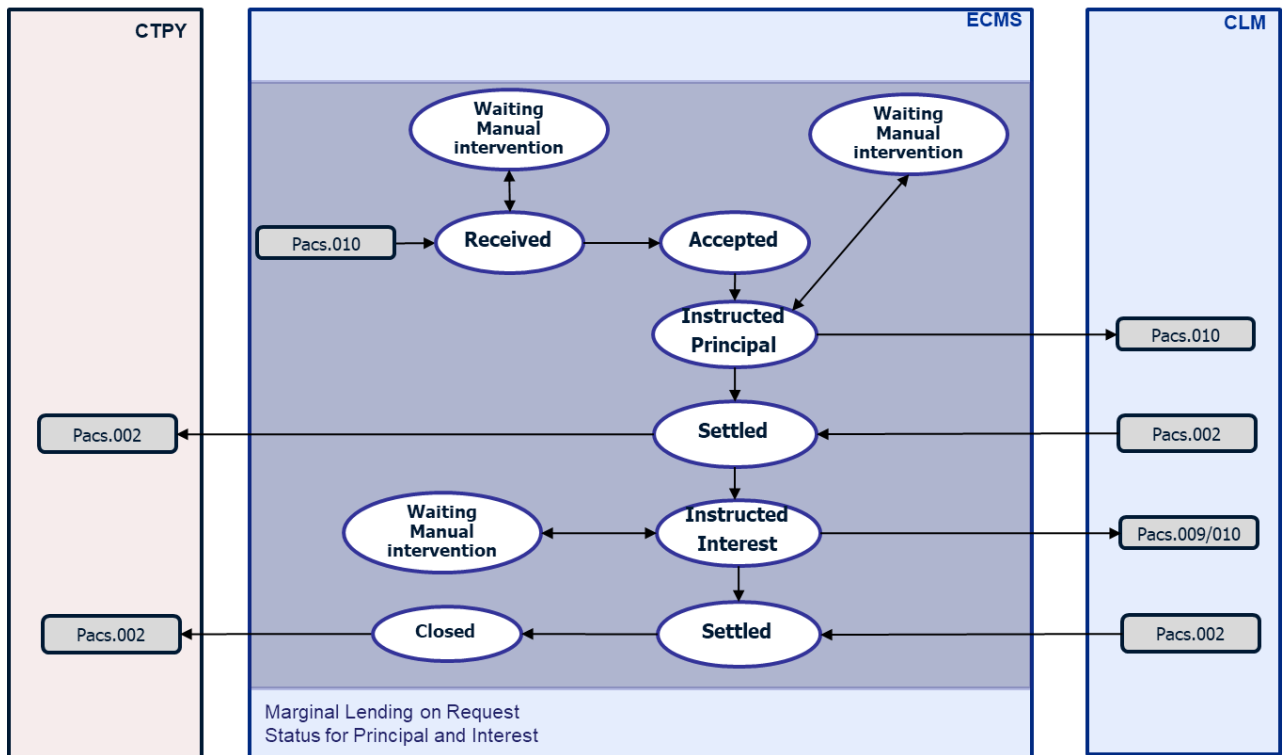 CTPY
ECMS
CLM
Waiting
Manual
intervention
Waiting
Manual
intervention
Pacs.010
Received
Accepted
Instructed
Principal
Pacs.010
Pacs.002
Settled
Pacs.002
Waiting
Manual
intervention
Instructed
Interest
Pacs.009/010
Pacs.002
Closed
Settled
Pacs.002
Marginal Lending on Request
Status for Principal and Interest